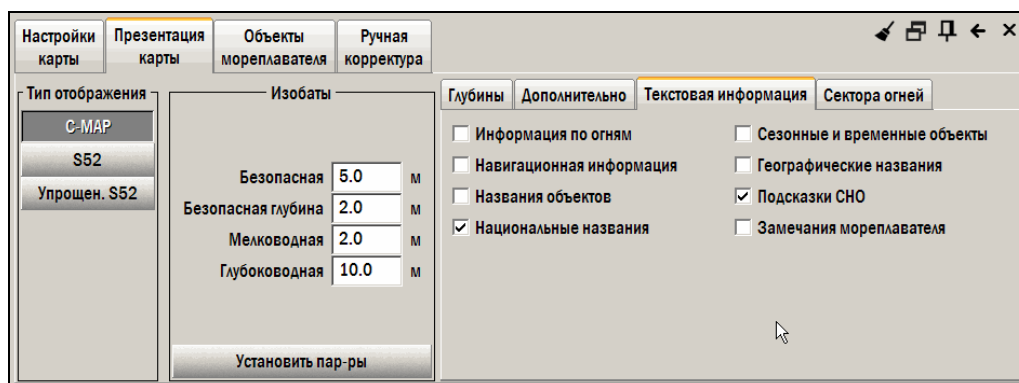 Настройки карты
Презентация карты
Объекты мореплавателя
Ручная корректура
Тип отображения
C-MAP
S52
Упрощен. S52
Изобаты
Безопасная 5.0 м
Безопасная глубина 2.0 м
Мелководная 2.0 м
Глубоководная 10.0 м
Установить пар-ры
Глубины
Дополнительно
Текстовая информация
Сектора огней
Информация по огням
Навигационная информация
Названия объектов
Национальные названия
Сезонные и временные объекты
Географические названия
Подсказки СНО
Замечания мореплавателя